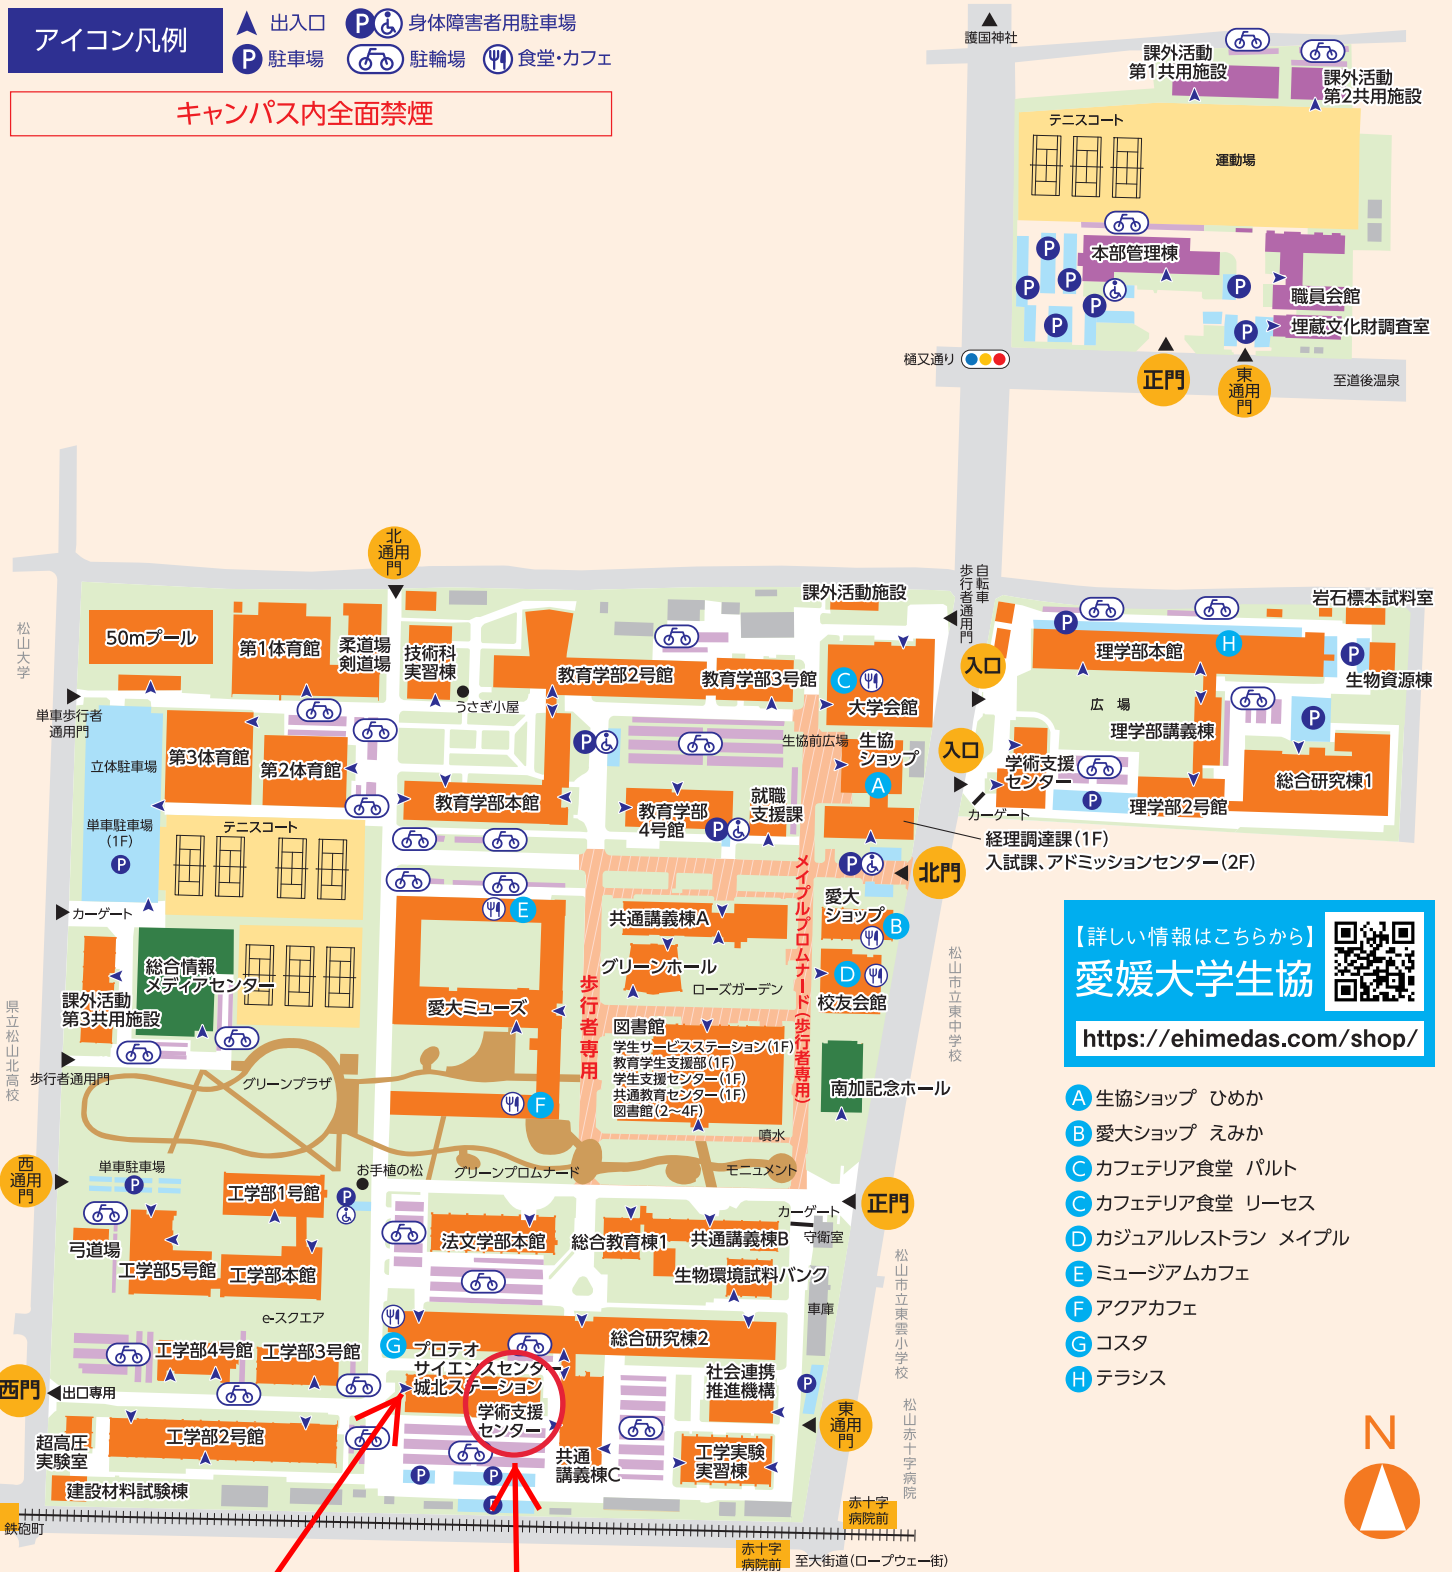 アイコン凡例
出入口
身体障害者用駐車場
P 駐車場
駐輪場
食堂・カフェ
キャンパス内全面禁煙
護国神社
課外活動
第1共用施設
課外活動
第2共用施設
テニスコート
運動場
本部管理棟
職員会館
埋蔵文化財調査室
樋又通り
正門
東
通用
門
至道後温泉
北
通用
門
松山大学
50mプール
第1体育館
柔道場
剣道場
技術科
実習棟
うさぎ小屋
教育学部2号館
教育学部3号館
課外活動施設
自転車
歩行者通用門
C
大学会館
入口
理学部本館
H
岩石標本試料室
生物資源棟
広 場
理学部講義棟
単車歩行者
通用門
立体駐車場
第3体育館
第2体育館
生協前広場
生協
ショップ
A
入口
学術支援
センター
カーゲート
理学部2号館
総合研究棟1
教育学部本館
教育学部
4号館
就職
支援課
単車駐車場
(1F)
テニスコート
経理調達課(1F)
入試課、アドミッションセンター(2F)
北門
カーゲート
E
共通講義棟A
愛大
ショップ
B
メイプルプロムナード(歩行者専用)
総合情報
メディアセンター
グリーンホール
ローズガーデン
D
校友会館
松山市立東中学校
課外活動
第3共用施設
愛大ミューズ
歩行者専用
図書館
学生サービスステーション(1F)
教育学生支援部(1F)
学生支援センター(1F)
共通教育センター(1F)
図書館(2～4F)
南加記念ホール
県立松山北高校
歩行者通用門
グリーンプラザ
F
噴水
モニュメント
西
通用
門
単車駐車場
お手植の松
グリーンプロムナード
工学部1号館
カーゲート
守衛室
正門
弓道場
工学部5号館
工学部本館
法文学部本館
総合教育棟1
共通講義棟B
生物環境試料バンク
松山市立東雲小学校
車庫
e-スクエア
G
プロテオ
サイエンスセンター
城北ステーション
総合研究棟2
工学部4号館
工学部3号館
社会連携
推進機構
西門
出口専用
学術支援
センター
東
通用
門
松山赤十字病院
超高圧
実験室
工学部2号館
共通
講義棟C
工学実験
実習棟
建設材料試験棟
鉄砲町
赤十字
病院前
赤十字
病院前
至大街道(ロープウェー街)
【詳しい情報はこちらから】
愛媛大学生協
https://ehimedas.com/shop/
A 生協ショップ ひめか
B 愛大ショップ えみか
C カフェテリア食堂 パルト
C カフェテリア食堂 リーセス
D カジュアルレストラン メイプル
E ミュージアムカフェ
F アクアカフェ
G コスタ
H テラシス
N